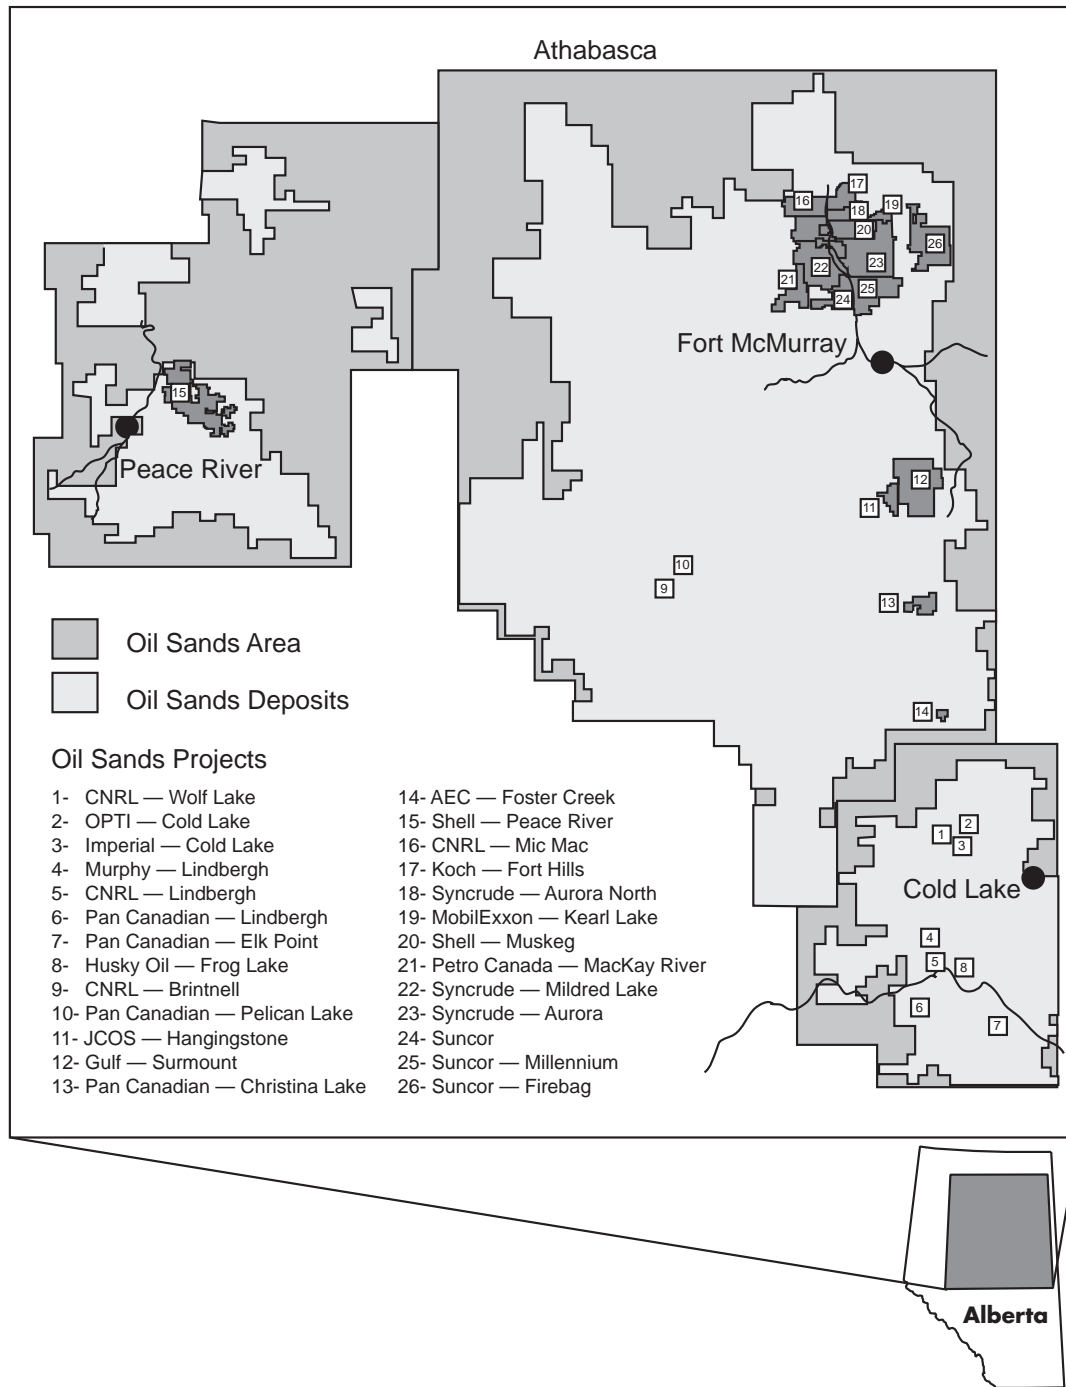 Athabasca
17
16
19
18
20
26
22
23
21
25
24
Fort McMurray
15
Peace River
12
11
10
9
13
14
Oil Sands Area
Oil Sands Deposits
2
1
3
Cold Lake
4
5
8
6
7
Oil Sands Projects
1- CNRL — Wolf Lake
2- OPTI — Cold Lake
3- Imperial — Cold Lake
4- Murphy — Lindbergh
5- CNRL — Lindbergh
6- Pan Canadian — Lindbergh
7- Pan Canadian — Elk Point
8- Husky Oil — Frog Lake
9- CNRL — Brintnell
10- Pan Canadian — Pelican Lake
11- JCOS — Hangingstone
12- Gulf — Surmount
13- Pan Canadian — Christina Lake
14- AEC — Foster Creek
15- Shell — Peace River
16- CNRL — Mic Mac
17- Koch — Fort Hills
18- Syncrude — Aurora North
19- MobilExxon — Kearl Lake
20- Shell — Muskeg
21- Petro Canada — MacKay River
22- Syncrude — Mildred Lake
23- Syncrude — Aurora
24- Suncor
25- Suncor — Millennium
26- Suncor — Firebag
Alberta